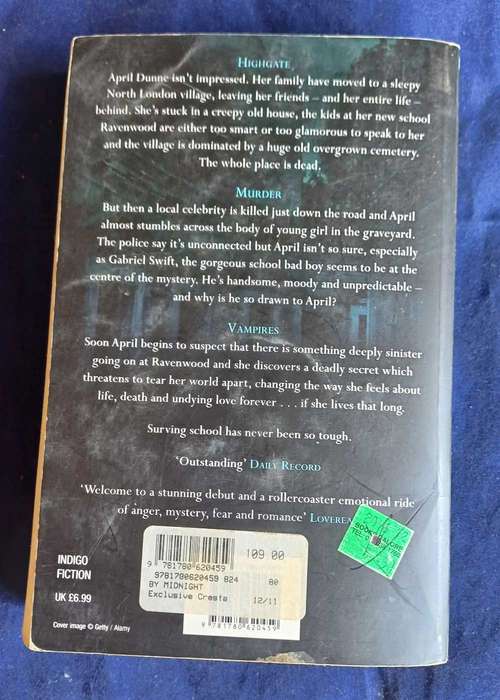 HIGHGATE
April Dunne isn't impressed. Her family have moved to a sleepy
North London village, leaving her friends – and her entire life –
behind. She's stuck in a creepy old house, the kids at her new school
Ravenwood are either too smart or too glamorous to speak to her
and the village is dominated by a huge old overgrown cemetery.
The whole place is dead.
MURDER
But then a local celebrity is killed just down the road and April
almost stumbles across the body of young girl in the graveyard.
The police say it's unconnected but April isn't so sure, especially
as Gabriel Swift, the gorgeous school bad boy seems to be at the
centre of the mystery. He's handsome, moody and unpredictable –
and why is he so drawn to April?
VAMPIRES
Soon April begins to suspect that there is something deeply sinister
going on at Ravenwood and she discovers a deadly secret which
threatens to tear her world apart, changing the way she feels about
life, death and undying love forever . . . if she lives that long.
Surving school has never been so tough.
'Outstanding' DAILY RECORD
'Welcome to a stunning debut and a rollercoaster emotional ride
of anger, mystery, fear and romance'
INDIGO
FICTION
UK £6.99
Cover image © Getty / Alamy
109 00
9 781780 620459
9781780620459 824 80
BY MIDNIGHT
Exclusive Crests 12/11
9 781780 620459